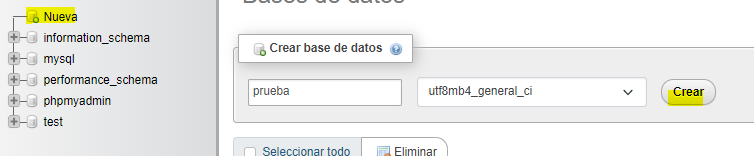 Bases de datos
Nueva
information_schema
mysql
performance_schema
phpmyadmin
test
Crear base de datos
prueba
utf8mb4_general_ci
Crear
Seleccionar todo
Eliminar